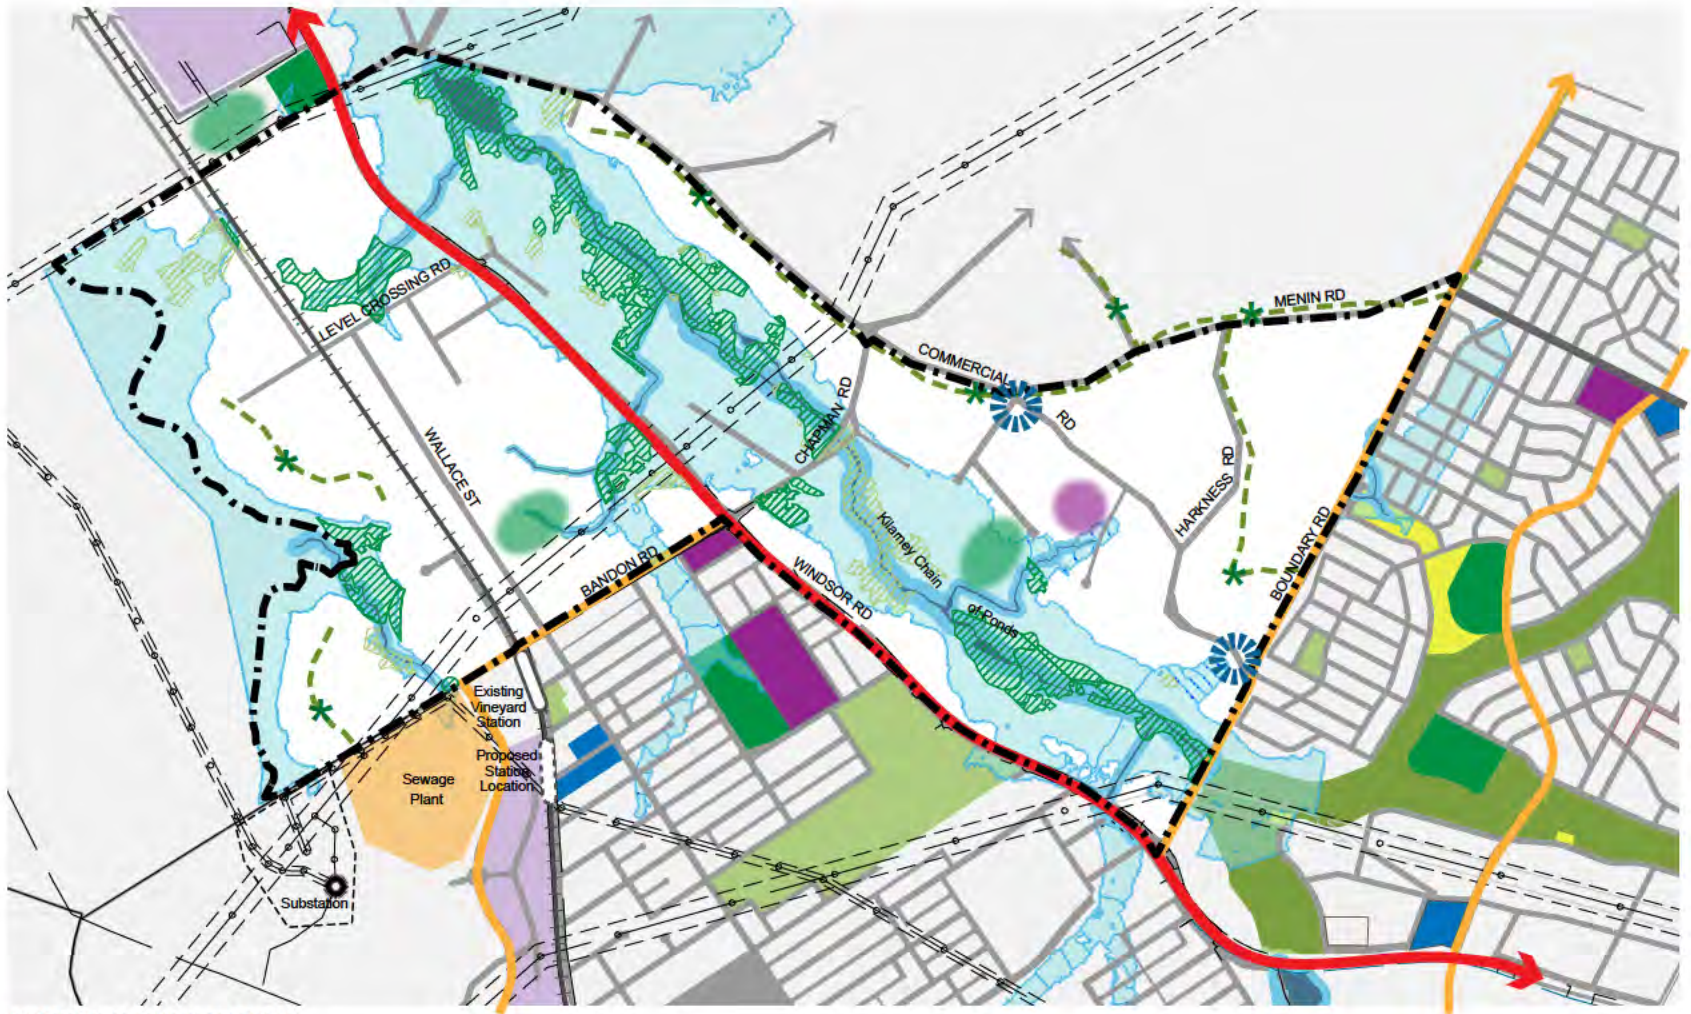 LEVEL CROSSING RD
MENIN RD
COMMERCIAL
RD
CHAPMAN RD
WALLACE ST
HARKNESS RD
BOUNDARY RD
Kilarney Chain
of Ponds
BANDON RD
WINDSOR RD
Existing
Vineyard
Station
Proposed
Station
Location
Sewage
Plant
Substation